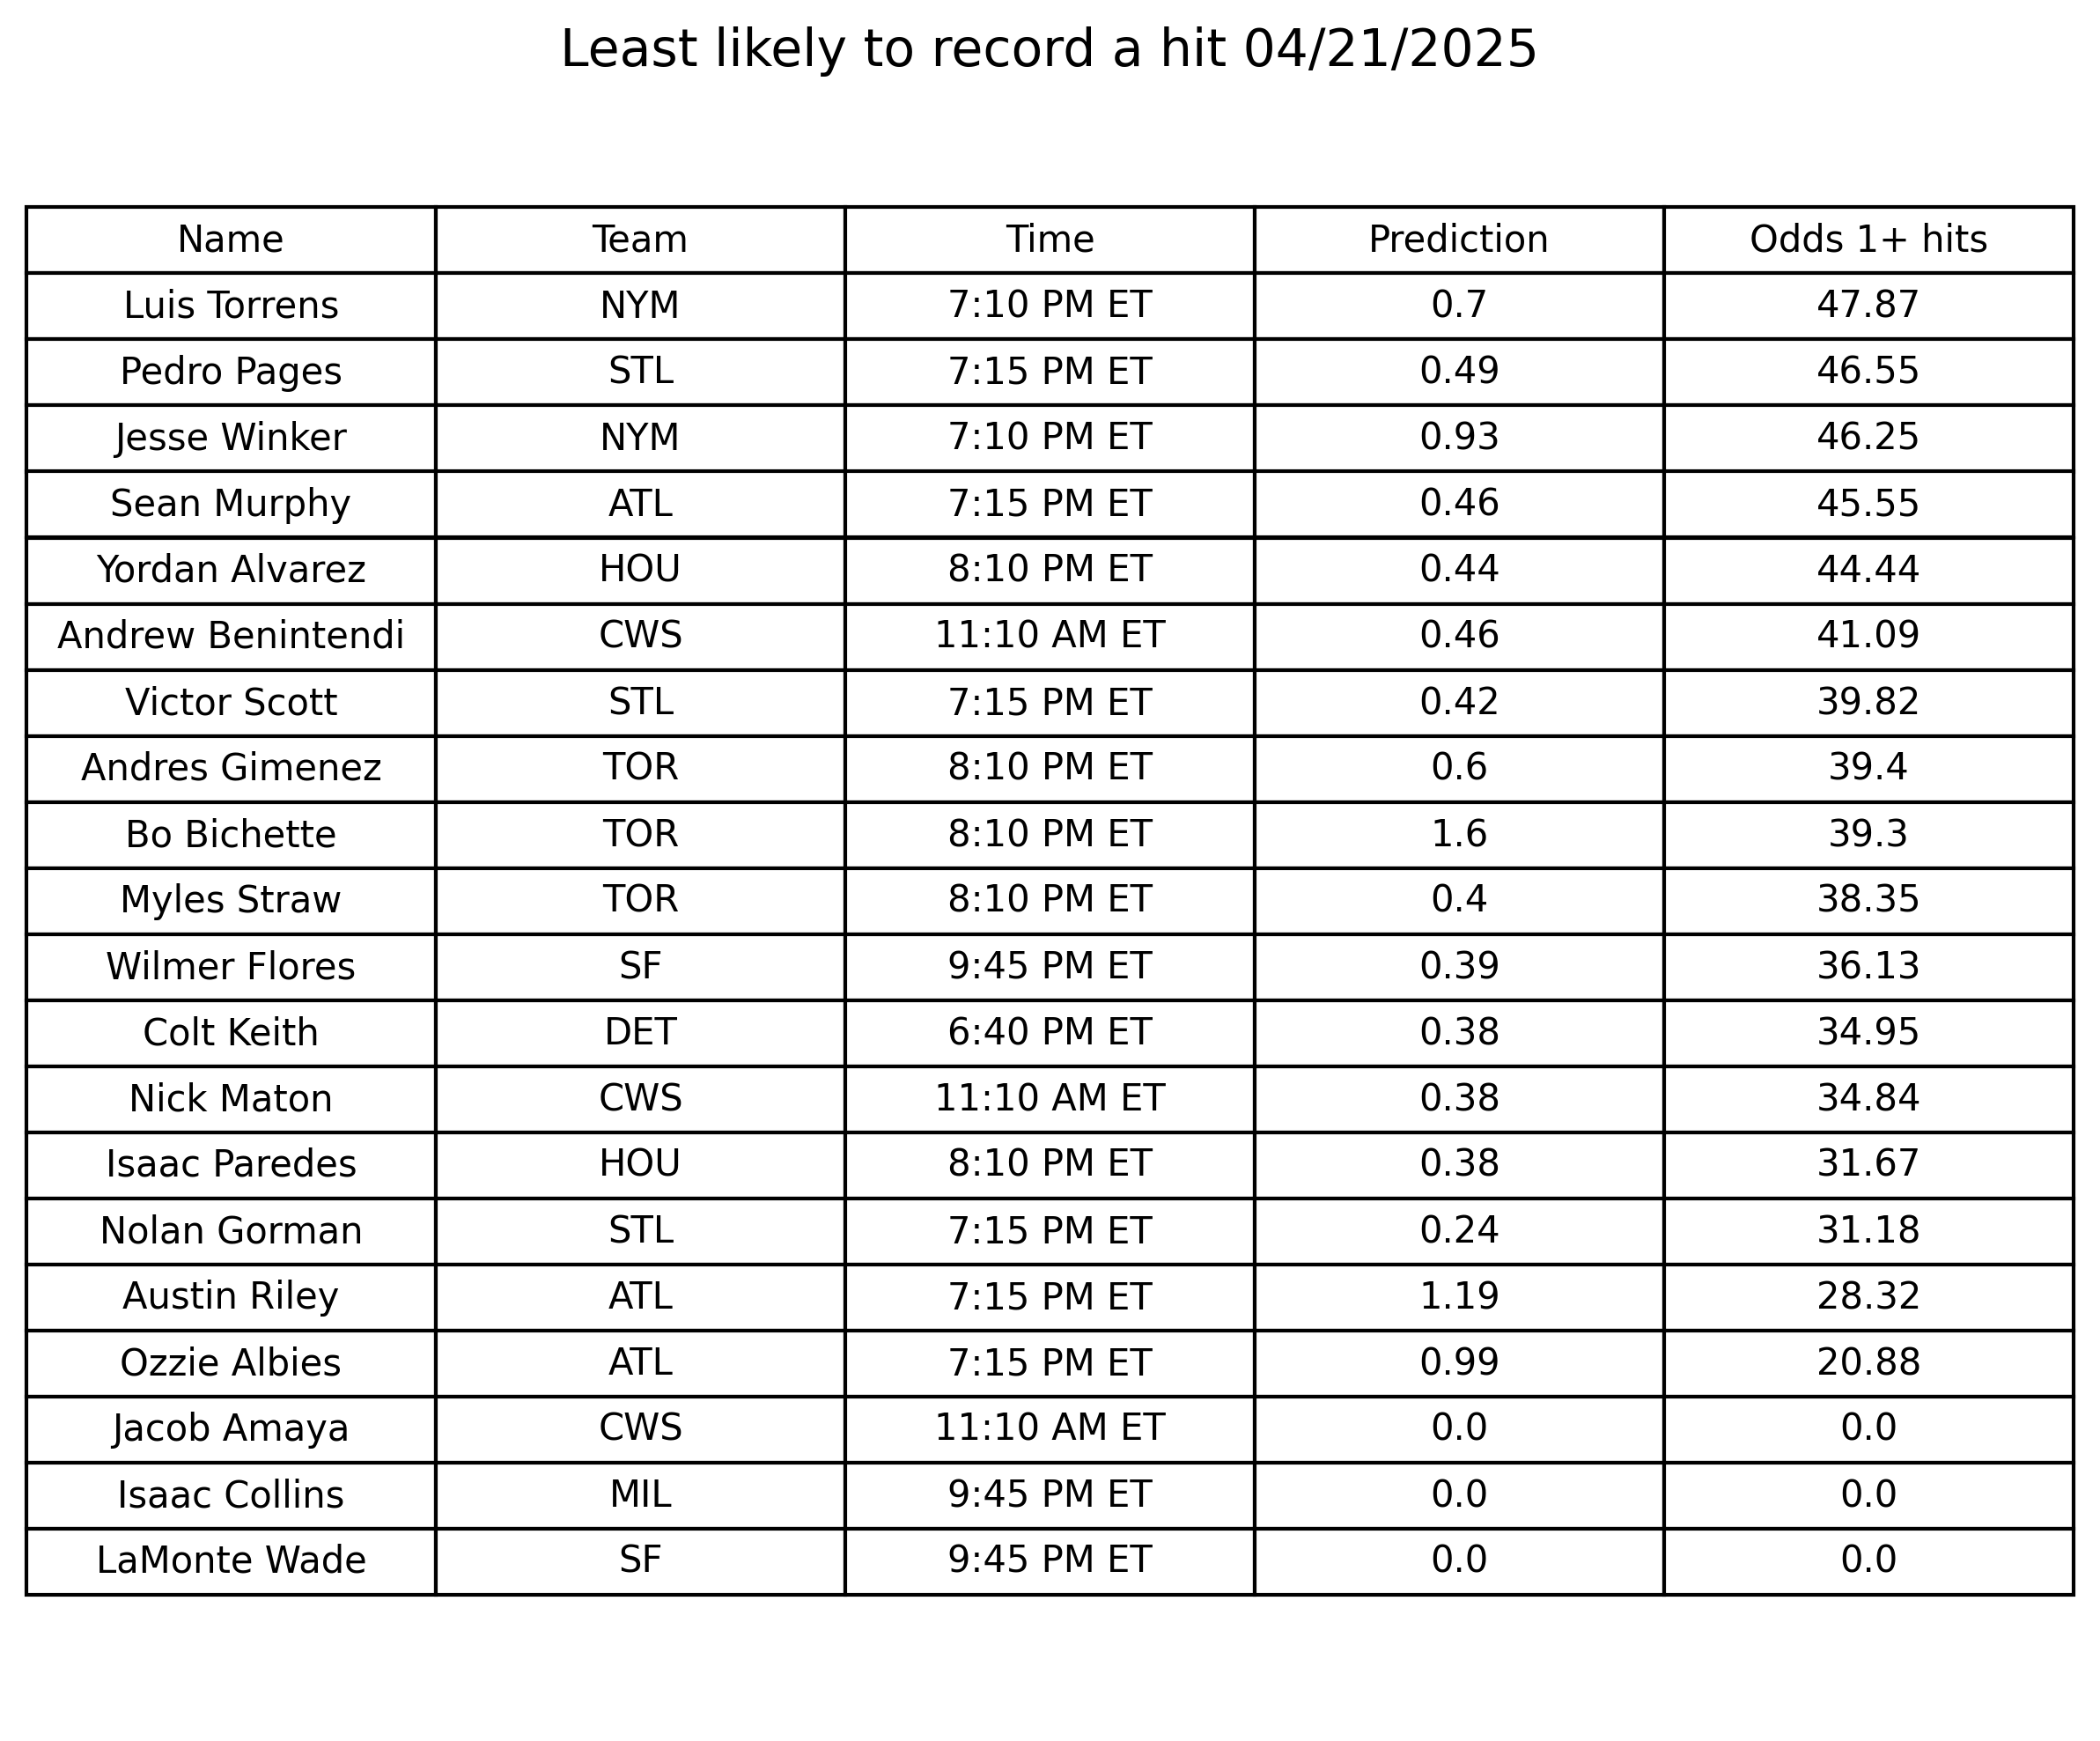 Least likely to record a hit 04/21/2025
Name Team Time Prediction Odds 1+ hits
Luis Torrens NYM 7:10 PM ET 0.7 47.87
Pedro Pages STL 7:15 PM ET 0.49 46.55
Jesse Winker NYM 7:10 PM ET 0.93 46.25
Sean Murphy ATL 7:15 PM ET 0.46 45.55
Yordan Alvarez HOU 8:10 PM ET 0.44 44.44
Andrew Benintendi CWS 11:10 AM ET 0.46 41.09
Victor Scott STL 7:15 PM ET 0.42 39.82
Andres Gimenez TOR 8:10 PM ET 0.6 39.4
Bo Bichette TOR 8:10 PM ET 1.6 39.3
Myles Straw TOR 8:10 PM ET 0.4 38.35
Wilmer Flores SF 9:45 PM ET 0.39 36.13
Colt Keith DET 6:40 PM ET 0.38 34.95
Nick Maton CWS 11:10 AM ET 0.38 34.84
Isaac Paredes HOU 8:10 PM ET 0.38 31.67
Nolan Gorman STL 7:15 PM ET 0.24 31.18
Austin Riley ATL 7:15 PM ET 1.19 28.32
Ozzie Albies ATL 7:15 PM ET 0.99 20.88
Jacob Amaya CWS 11:10 AM ET 0.0 0.0
Isaac Collins MIL 9:45 PM ET 0.0 0.0
LaMonte Wade SF 9:45 PM ET 0.0 0.0